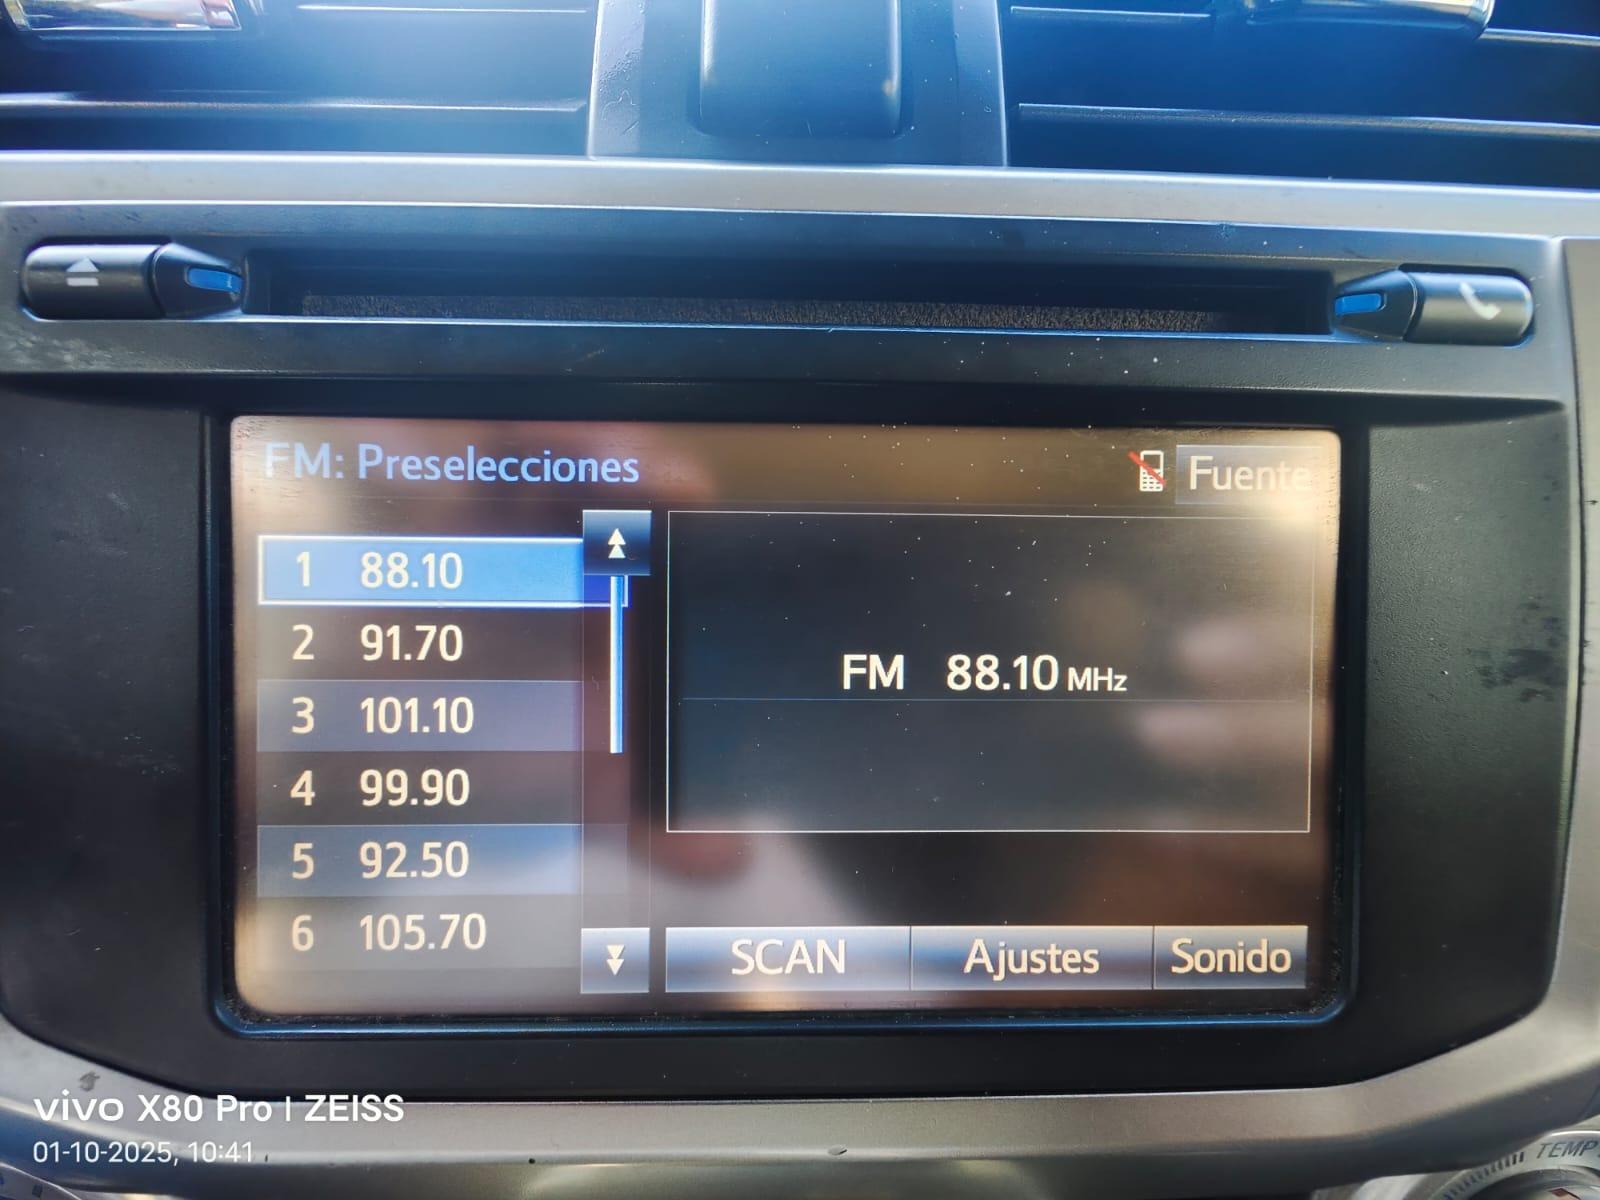 FM: Preselecciones
Fuente
1 88.10
2 91.70
3 101.10
4 99.90
5 92.50
6 105.70
FM 88.10 MHz
SCAN
Ajustes
Sonido
vivo X80 Pro | ZEISS
01-10-2025, 10:41
TEMP